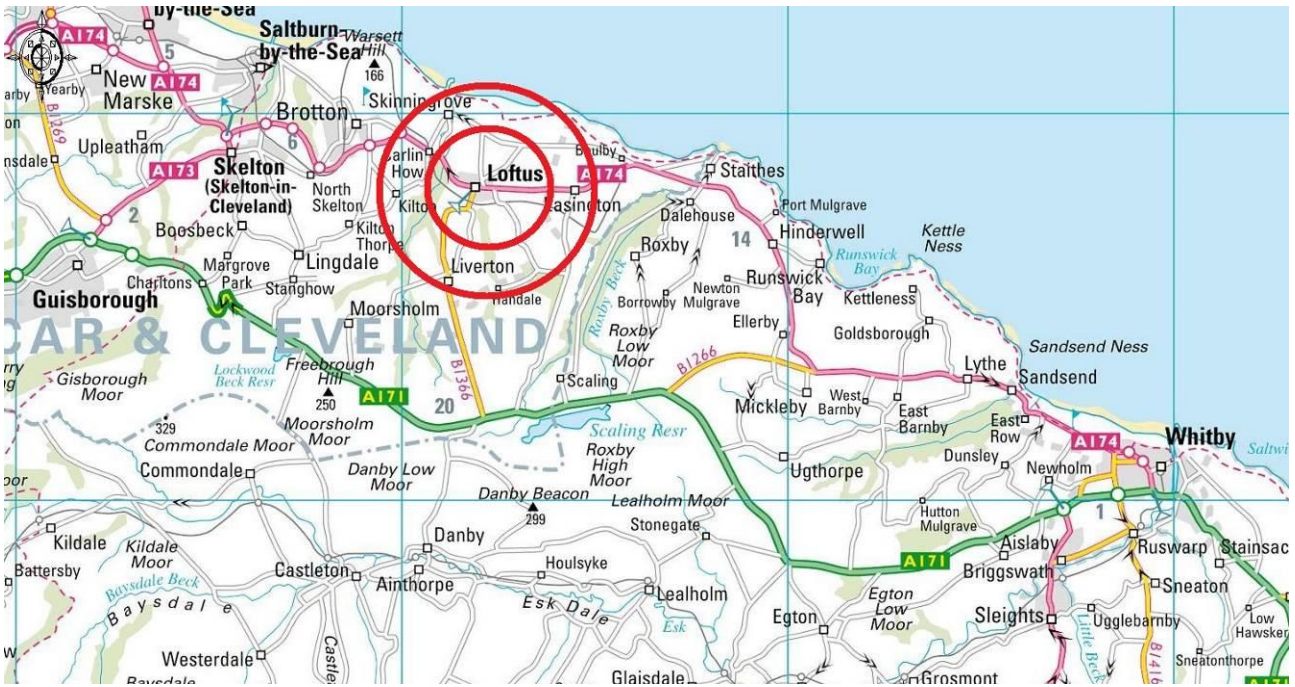 by-the-Sea
A174
Saltburn-
by-the-Sea
Warsett
Hill
166
5
New
Marske
A174
Yearby
B1269
Brotton
Skinningrove
Upleatham
6
Carlin
How
Loftus
A174
Boulby
Staithes
A173
Skelton
(Skelton-in-
Cleveland)
North
Skelton
Kilton
Easington
Dalehouse
Port Mulgrave
2
Boosbeck
Kilton
Thorpe
Roxby
14
Hinderwell
Kettle
Ness
Runswick
Bay
Margrove
Park
Lingdale
Liverton
Roxby Beck
Newton
Mulgrave
Runswick
Bay
Charltons
Stanghow
Handale
Borrowby
Kettleness
Guisborough
Moorsholm
Ellerby
Goldsborough
CAR & CLEVELAND
Roxby
Low
Moor
Sandsend Ness
Lockwood
Beck Resr
Freebrough
Hill
250
B1366
B1266
Lythe
Sandsend
Gisborough
Moor
A171
20
Scaling
Mickleby
West
Barnby
East
Barnby
329
Commondale Moor
Moorsholm
Moor
Scaling Resr
East
Row
A174
Whitby
Commondale
Danby Low
Moor
Roxby
High
Moor
Ugthorpe
Dunsley
Newholm
Saltwi
Danby Beacon
299
Lealholm Moor
Stonegate
Hutton
Mulgrave
1
Kildale
Kildale
Moor
Danby
A171
Aislaby
Ruswarp
Stainsac
Battersby
Baysdale Beck
Castleton
Ainthorpe
Houlsyke
Briggswath
Sneaton
Baysdale
Esk Dale
Lealholm
Esk
Egton
Egton
Low
Moor
Sleights
Ugglebarnby
Low
Hawsker
Little Beck
B1416
Sneatonthorpe
Westerdale
Castle
Glaisdale
Grosmont
A171